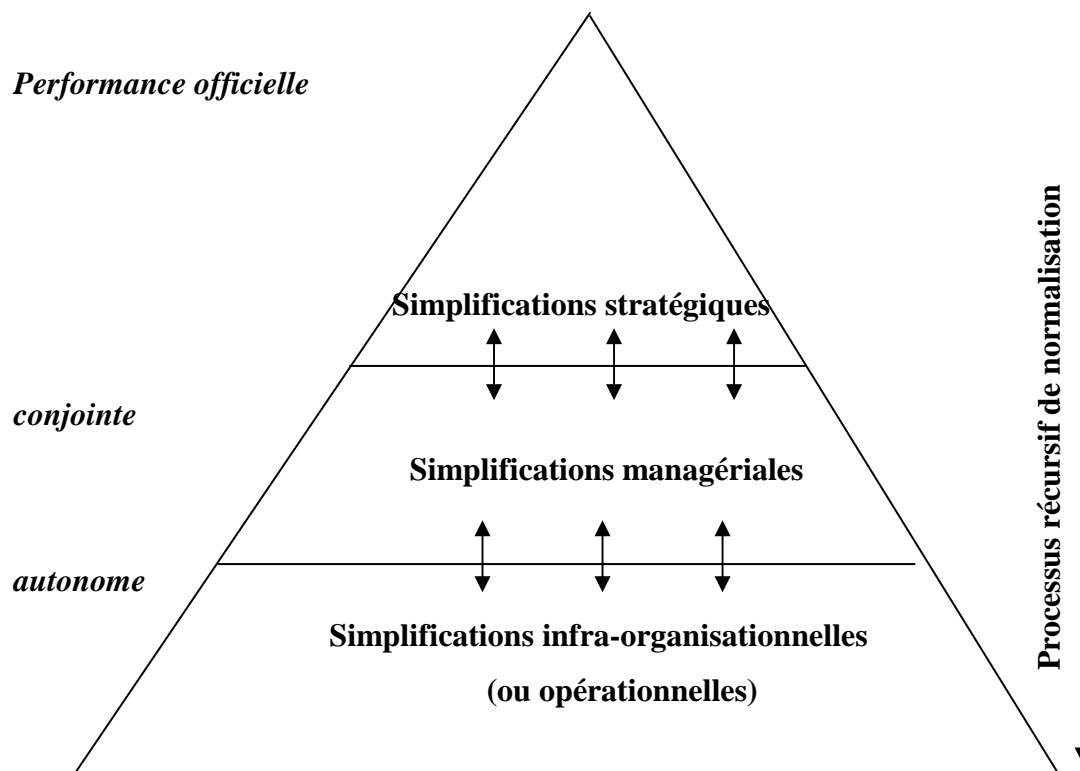 Performance officielle
Simplifications stratégiques
conjointe
Simplifications managériales
autonome
Simplifications infra-organisationnelles
(ou opérationnelles)
Processus récursif de normalisation